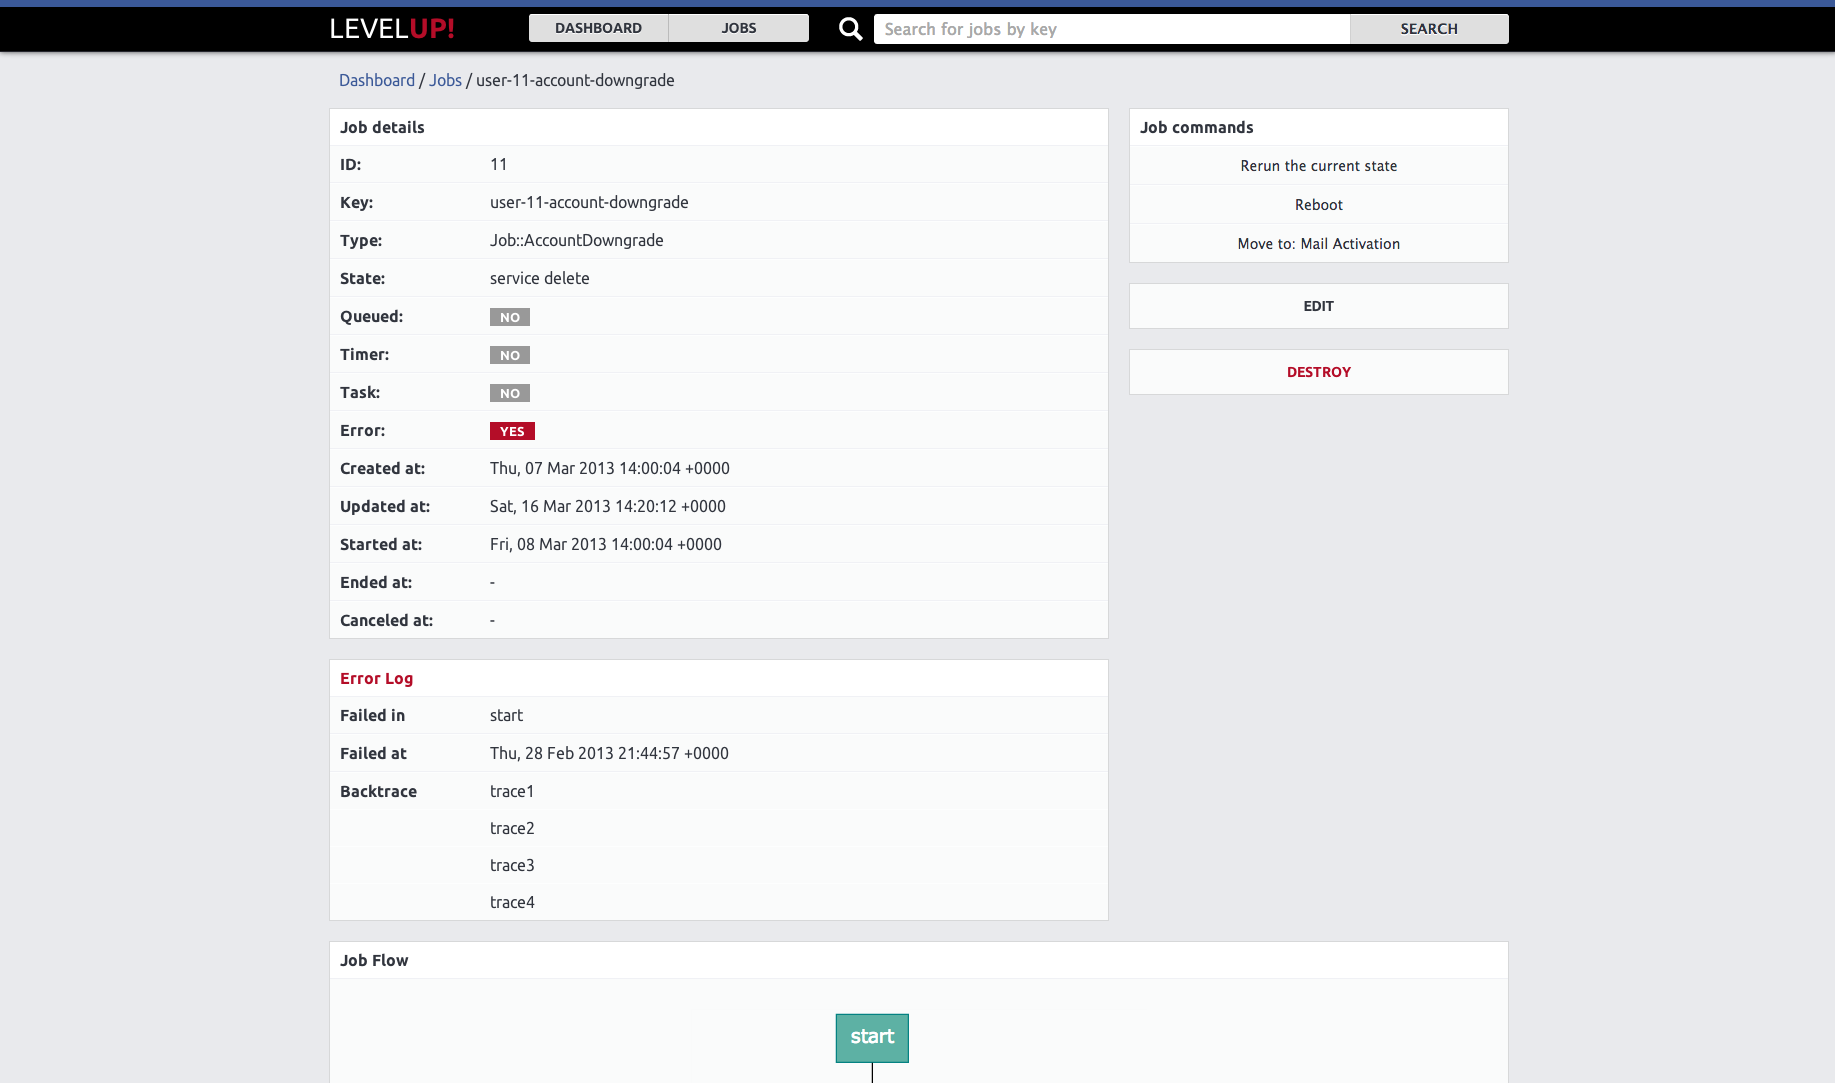 LEVELUP!
DASHBOARD
JOBS
Search for jobs by key
SEARCH
Dashboard / Jobs / user-11-account-downgrade
Job details
ID: 11
Key: user-11-account-downgrade
Type: Job::AccountDowngrade
State: service delete
Queued: NO
Timer: NO
Task: NO
Error: YES
Created at: Thu, 07 Mar 2013 14:00:04 +0000
Updated at: Sat, 16 Mar 2013 14:20:12 +0000
Started at: Fri, 08 Mar 2013 14:00:04 +0000
Ended at: -
Canceled at: -
Job commands
Rerun the current state
Reboot
Move to: Mail Activation
EDIT
DESTROY
Error Log
Failed in start
Failed at Thu, 28 Feb 2013 21:44:57 +0000
Backtrace trace1
trace2
trace3
trace4
Job Flow
start